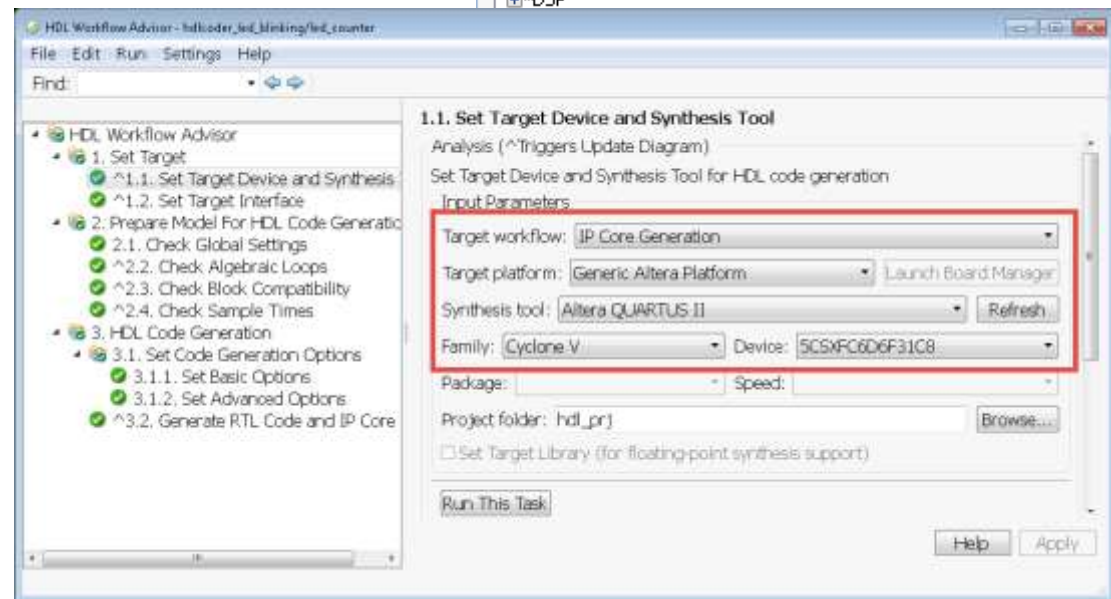 DSP
HDL Workflow Advisor - hdlcoder_led_blinking/led_counter
File Edit Run Settings Help
Find:
HDL Workflow Advisor
1. Set Target
^1.1. Set Target Device and Synthesis
^1.2. Set Target Interface
2. Prepare Model For HDL Code Generatic
2.1. Check Global Settings
^2.2. Check Algebraic Loops
^2.3. Check Block Compatibility
^2.4. Check Sample Times
3. HDL Code Generation
3.1. Set Code Generation Options
3.1.1. Set Basic Options
3.1.2. Set Advanced Options
^3.2. Generate RTL Code and IP Core
1.1. Set Target Device and Synthesis Tool
Analysis (^Triggers Update Diagram)
Set Target Device and Synthesis Tool for HDL code generation
Input Parameters
Target workflow: IP Core Generation
Target platform: Generic Altera Platform Launch Board Manager
Synthesis tool: Altera QUARTUS II Refresh
Family: Cyclone V Device: 5CSXFC6D6F31C8
Package: Speed:
Project folder: hdl_prj Browse...
Set Target Library (for floating-point synthesis support)
Run This Task
Help Apply